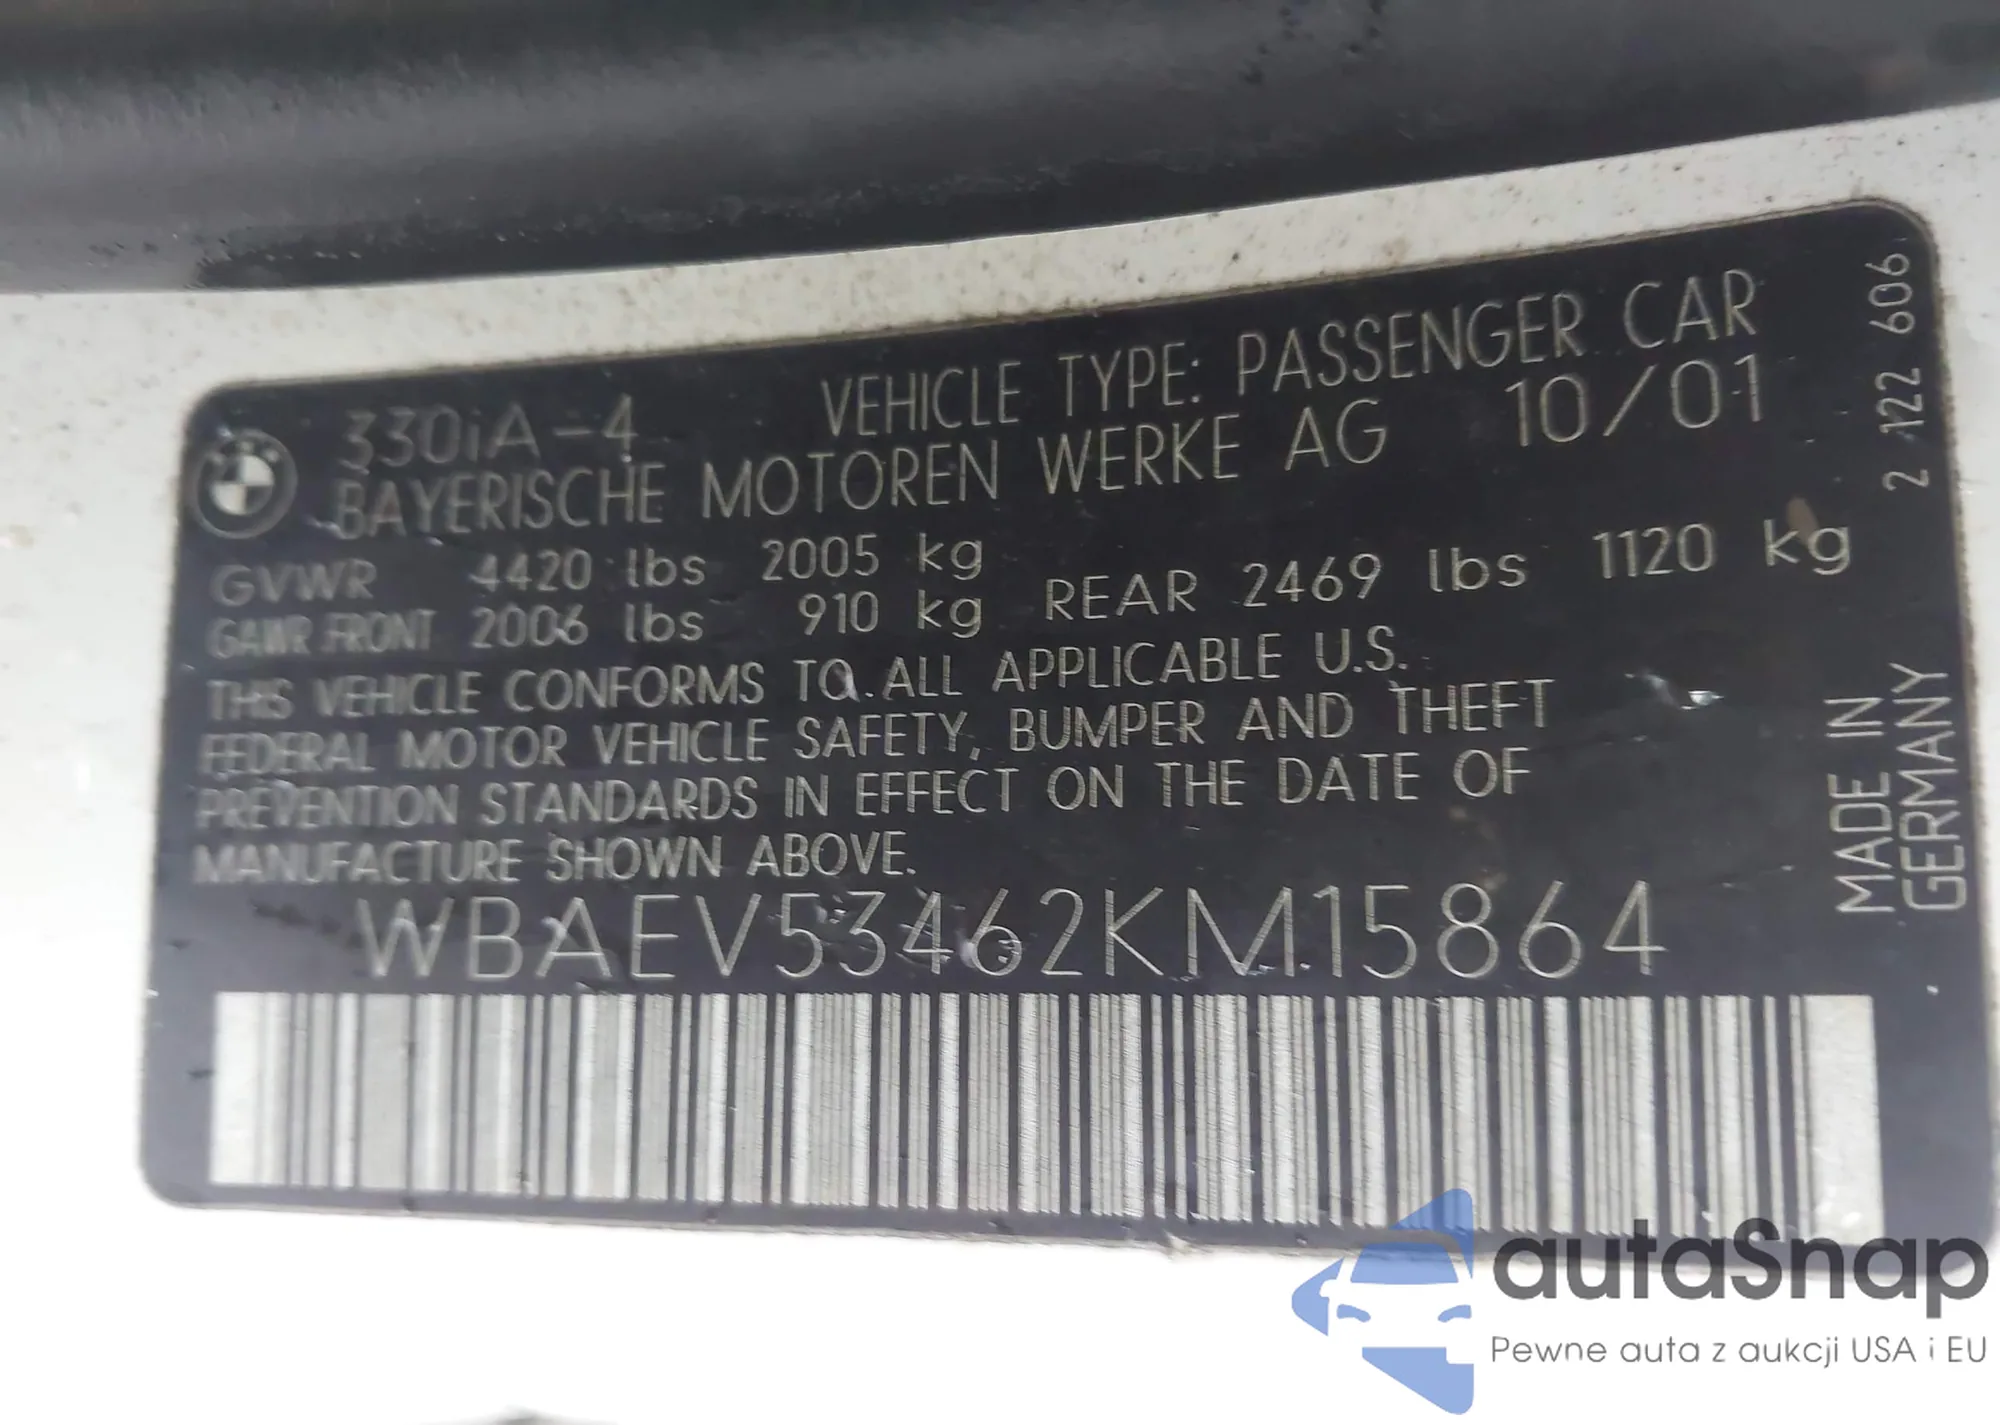 330iA-4 VEHICLE TYPE: PASSENGER CAR
BAYERISCHE MOTOREN WERKE AG 10/01
GVWR 4420 lbs 2005 kg
GAWR FRONT 2006 lbs 910 kg REAR 2469 lbs 1120 kg
THIS VEHICLE CONFORMS TO ALL APPLICABLE U.S.
FEDERAL MOTOR VEHICLE SAFETY, BUMPER AND THEFT
PREVENTION STANDARDS IN EFFECT ON THE DATE OF
MANUFACTURE SHOWN ABOVE.
WBAEV53462KM15864
2 122 606
MADE IN
GERMANY
autaSnap
Pewne auta z aukcji USA i EU